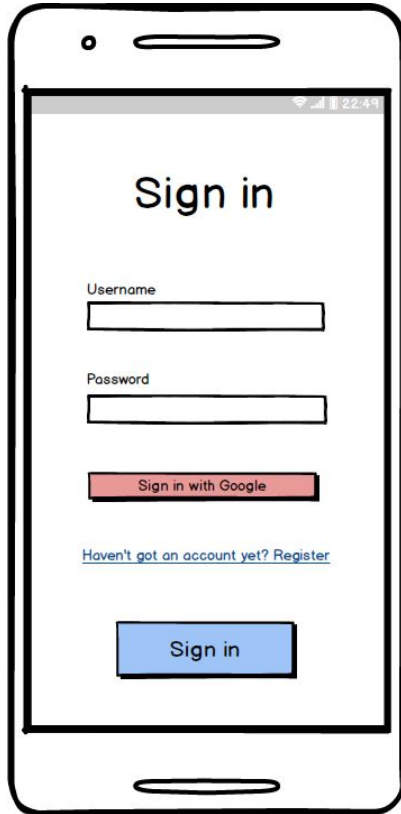 22:49
Sign in
Username
Password
Sign in with Google
Haven't got an account yet? Register
Sign in